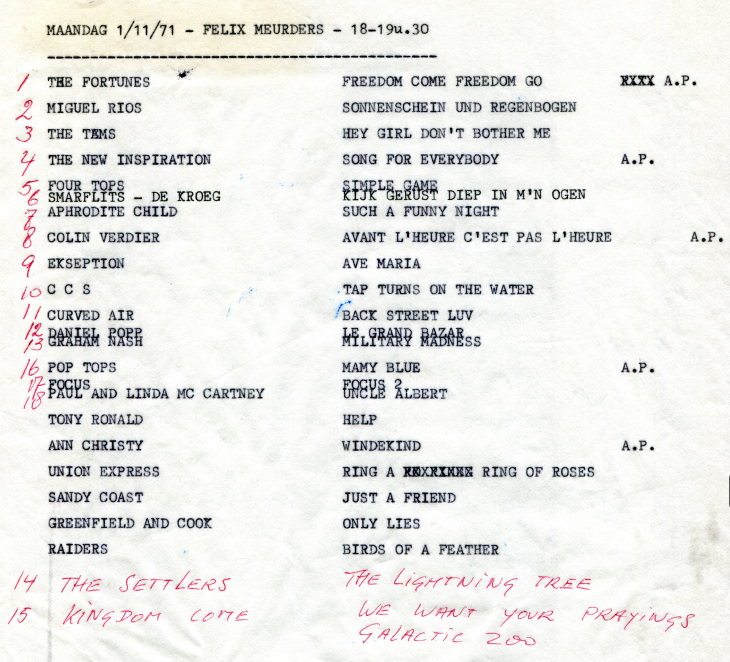 MAANDAG 1/11/71 - FELIX MEURDERS - 18-19u.30
1 THE FORTUNES FREEDOM COME FREEDOM GO XXXX A.P.
2 MIGUEL RIOS SONNENSCHEIN UND REGENBOGEN
3 THE TAMS HEY GIRL DON'T BOTHER ME
4 THE NEW INSPIRATION SONG FOR EVERYBODY A.P.
5 FOUR TOPS SIMPLE GAME
6 SMARFLITS - DE KROEG KIJK GERUST DIEP IN M'N OGEN
7 APHRODITE CHILD SUCH A FUNNY NIGHT
8 COLIN VERDIER AVANT L'HEURE C'EST PAS L'HEURE A.P.
9 EKSEPTION AVE MARIA
10 C C S TAP TURNS ON THE WATER
11 CURVED AIR BACK STREET LUV
12 DANIEL POPP LE GRAND BAZAR
13 GRAHAM NASH MILITARY MADNESS
16 POP TOPS MAMY BLUE A.P.
17 FOCUS FOCUS 2
18 PAUL AND LINDA MC CARTNEY UNCLE ALBERT
TONY RONALD HELP
ANN CHRISTY WINDEKIND A.P.
UNION EXPRESS RING A RING OF ROSES
SANDY COAST JUST A FRIEND
GREENFIELD AND COOK ONLY LIES
RAIDERS BIRDS OF A FEATHER
14 THE SETTLERS THE LIGHTNING TREE
15 KINGDOM COME WE WANT YOUR PRAYINGS
GALACTIC ZOO